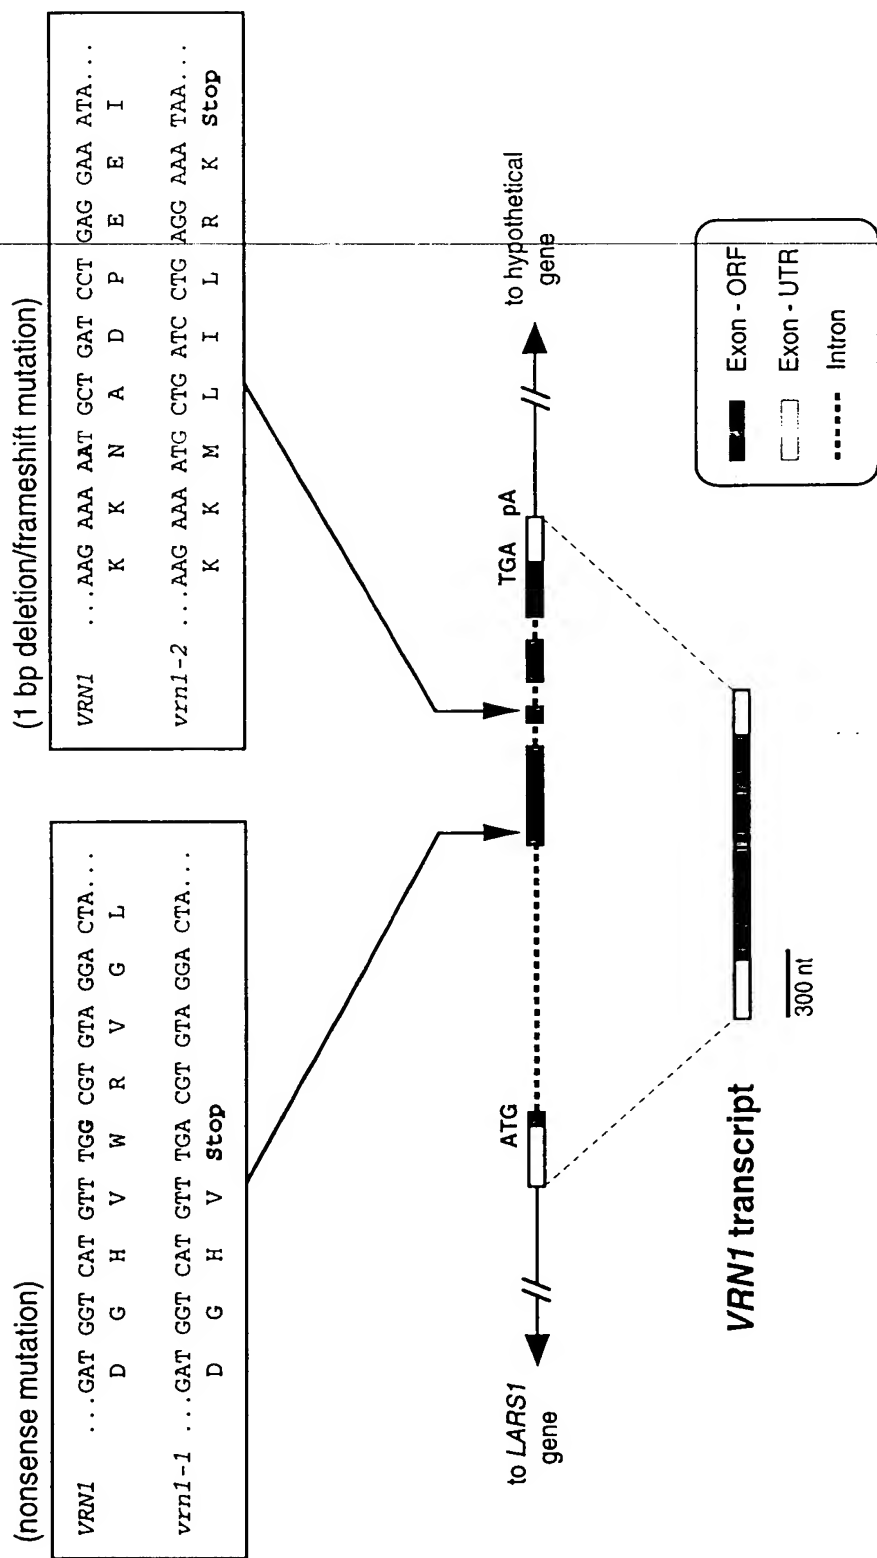 (nonsense mutation)
VRN1 ...GAT GGT CAT GTT TGG CGT GTA GGA CTA...
D G H V W R V G L
vrn1-1 ...GAT GGT CAT GTT TGA CGT GTA GGA CTA...
D G H V Stop
(1 bp deletion/frameshift mutation)
VRN1 ...AAG AAA AAT GCT GAT CCT GAG GAA ATA...
K K N A D P E E I
vrn1-2 ...AAG AAA ATG CTG ATC CTG AGG AAA TAA...
K K M L I L R K Stop
to LARS1
gene
ATG
TGA pA
to hypothetical
gene
VRN1 transcript
300 nt
Exon - ORF
Exon - UTR
Intron